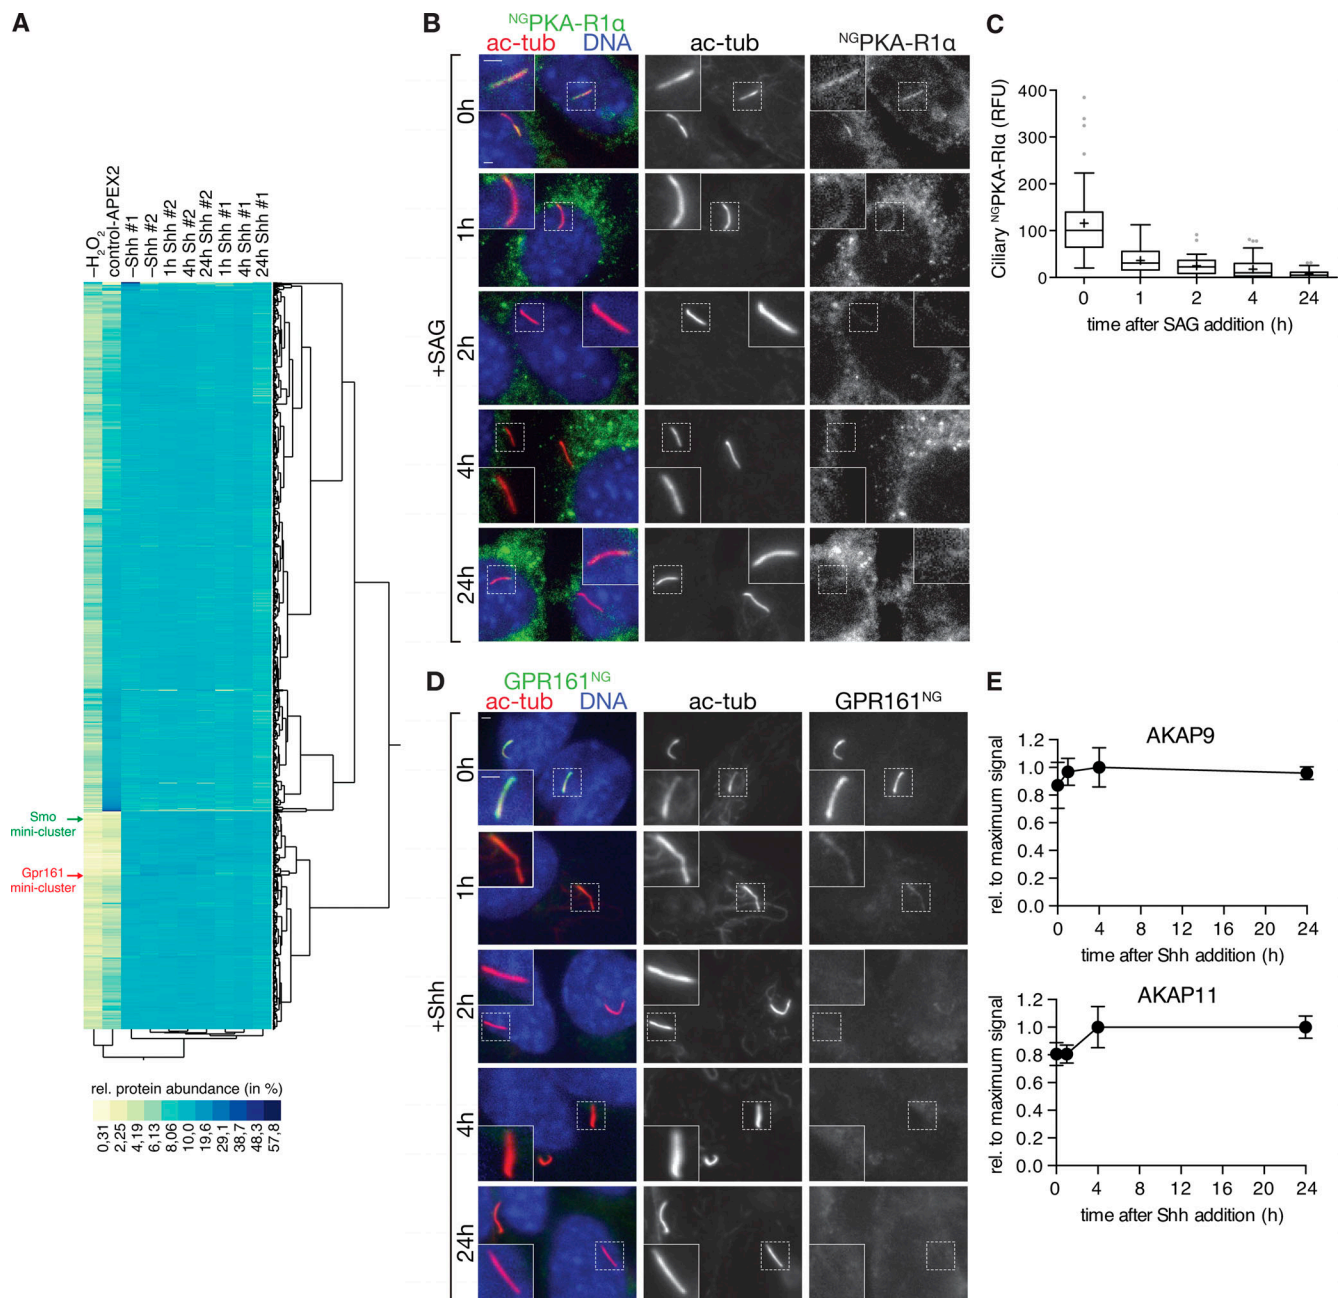 A
–H2O2
control-APEX2
–Shh #1
–Shh #2
1h Shh #2
4h Sh #2
24h Shh #2
1h Shh #1
4h Shh #1
24h Shh #1
Smo
mini-cluster
Gpr161
mini-cluster
rel. protein abundance (in %)
0,31
2,25
4,19
6,13
8,06
10,0
19,6
29,1
38,7
48,3
57,8
B
NGPKA-R1α
ac-tub DNA
ac-tub
NGPKA-R1α
+SAG
0h
1h
2h
4h
24h
C
Ciliary NGPKA-RIα (RFU)
400
300
200
100
0
0 1 2 4 24
time after SAG addition (h)
D
GPR161NG
ac-tub DNA
ac-tub
GPR161NG
+Shh
0h
1h
2h
4h
24h
E
AKAP9
rel. to maximum signal
1.2
1.0
0.8
0.6
0.4
0.2
0.0
0 4 8 12 16 20 24
time after Shh addition (h)
AKAP11
rel. to maximum signal
1.2
1.0
0.8
0.6
0.4
0.2
0.0
0 4 8 12 16 20 24
time after Shh addition (h)